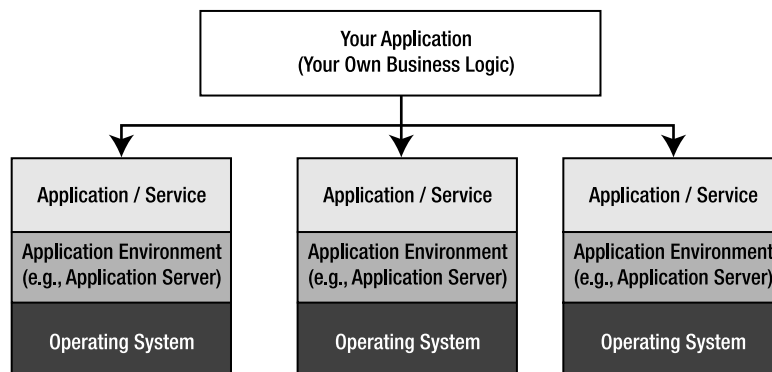 Your Application
(Your Own Business Logic)
Application / Service
Application / Service
Application / Service
Application Environment
(e.g., Application Server)
Application Environment
(e.g., Application Server)
Application Environment
(e.g., Application Server)
Operating System
Operating System
Operating System